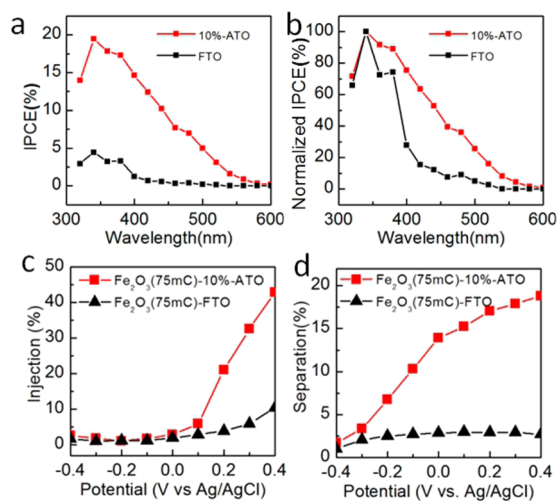 a
20
15
10
5
0
IPCE(%)
10%-ATO
FTO
300 400 500 600
Wavelength(nm)
b
100
80
60
40
20
0
Normalized IPCE(%)
10%-ATO
FTO
300 400 500 600
Wavelength(nm)
c
50
40
30
20
10
0
Injection (%)
Fe₂O₃(75mC)-10%-ATO
Fe₂O₃(75mC)-FTO
-0.4 -0.2 0.0 0.2 0.4
Potential (V vs Ag/AgCl)
d
20
15
10
5
0
Separation(%)
Fe₂O₃(75mC)-10%-ATO
Fe₂O₃(75mC)-FTO
-0.4 -0.2 0.0 0.2 0.4
Potential (V vs. Ag/AgCl)